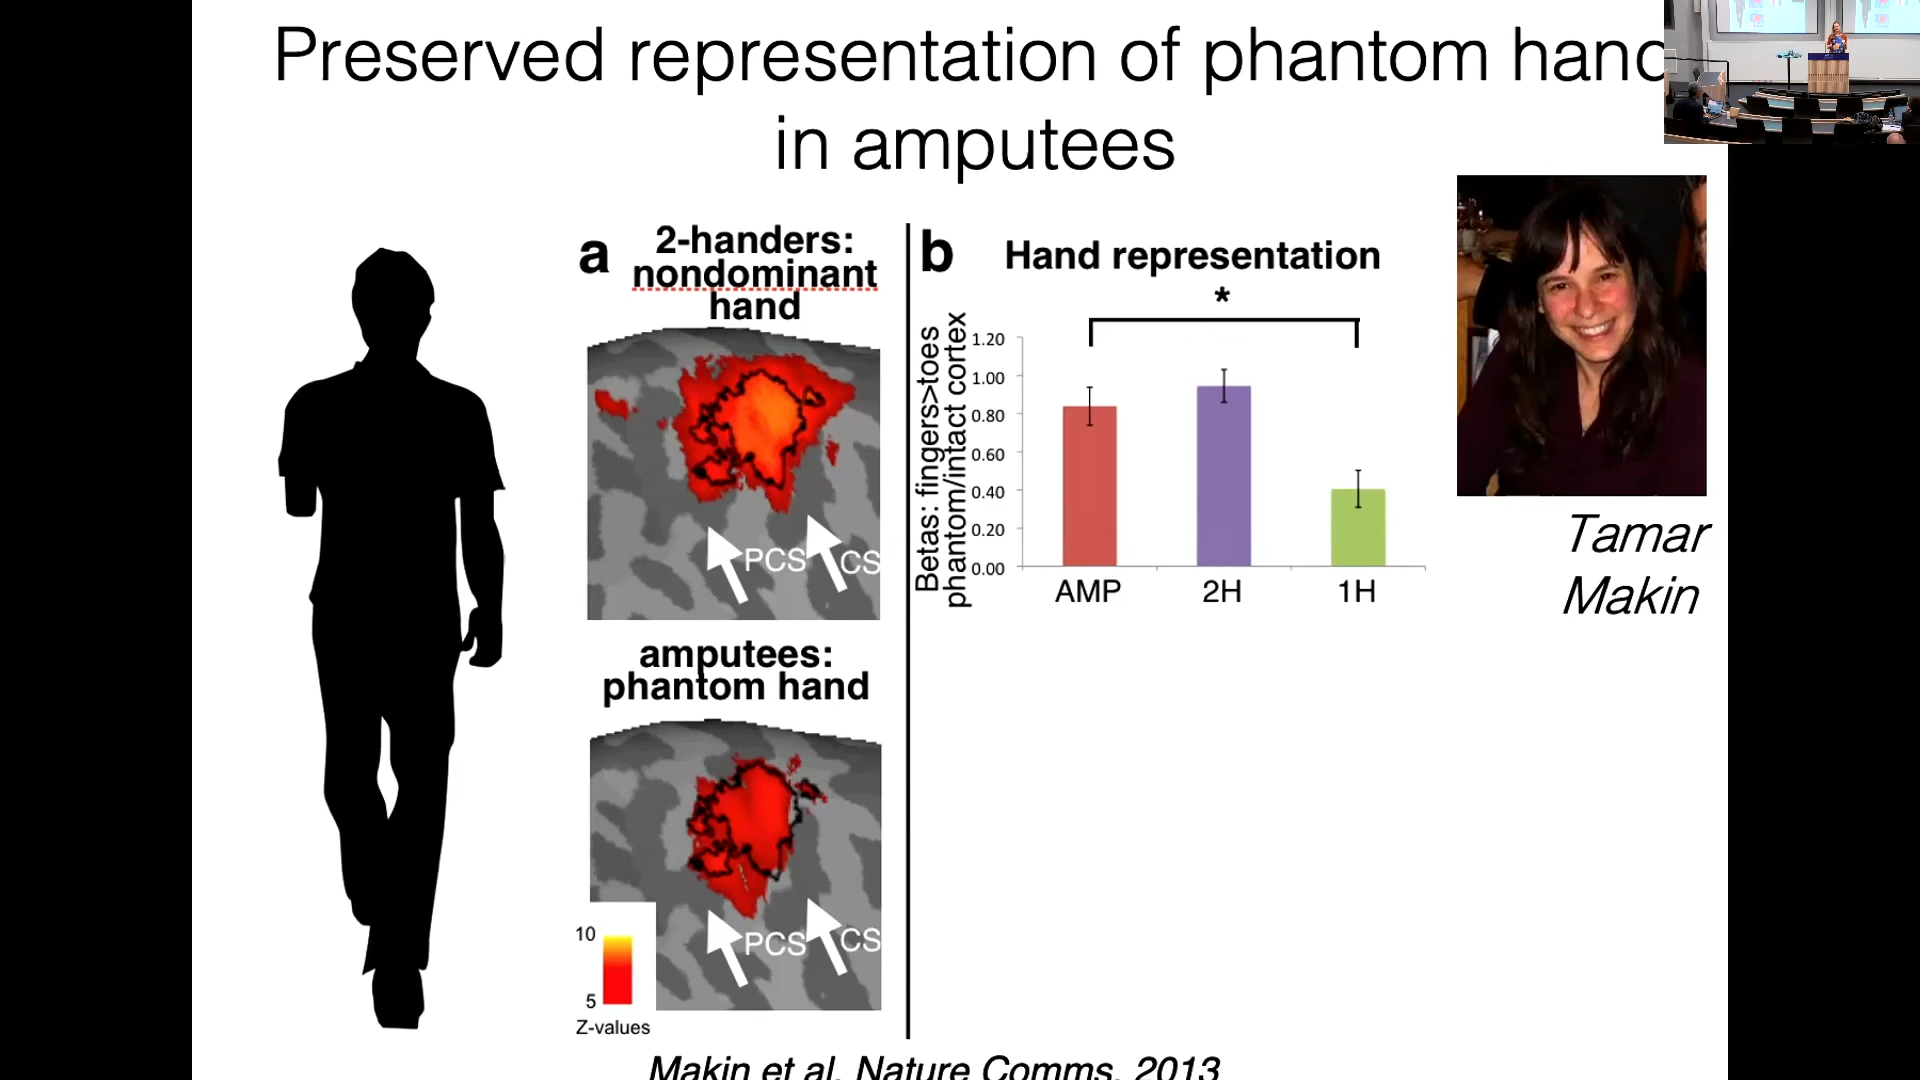 Preserved representation of phantom hand
in amputees
a
2-handers:
nondominant
hand
PCS
CS
amputees:
phantom hand
PCS
CS
10
5
Z-values
b
Hand representation
*
Betas: fingers>toes
phantom/intact cortex
1.20
1.00
0.80
0.60
0.40
0.20
0.00
AMP
2H
1H
Tamar
Makin
Makin et al. Nature Comms. 2013